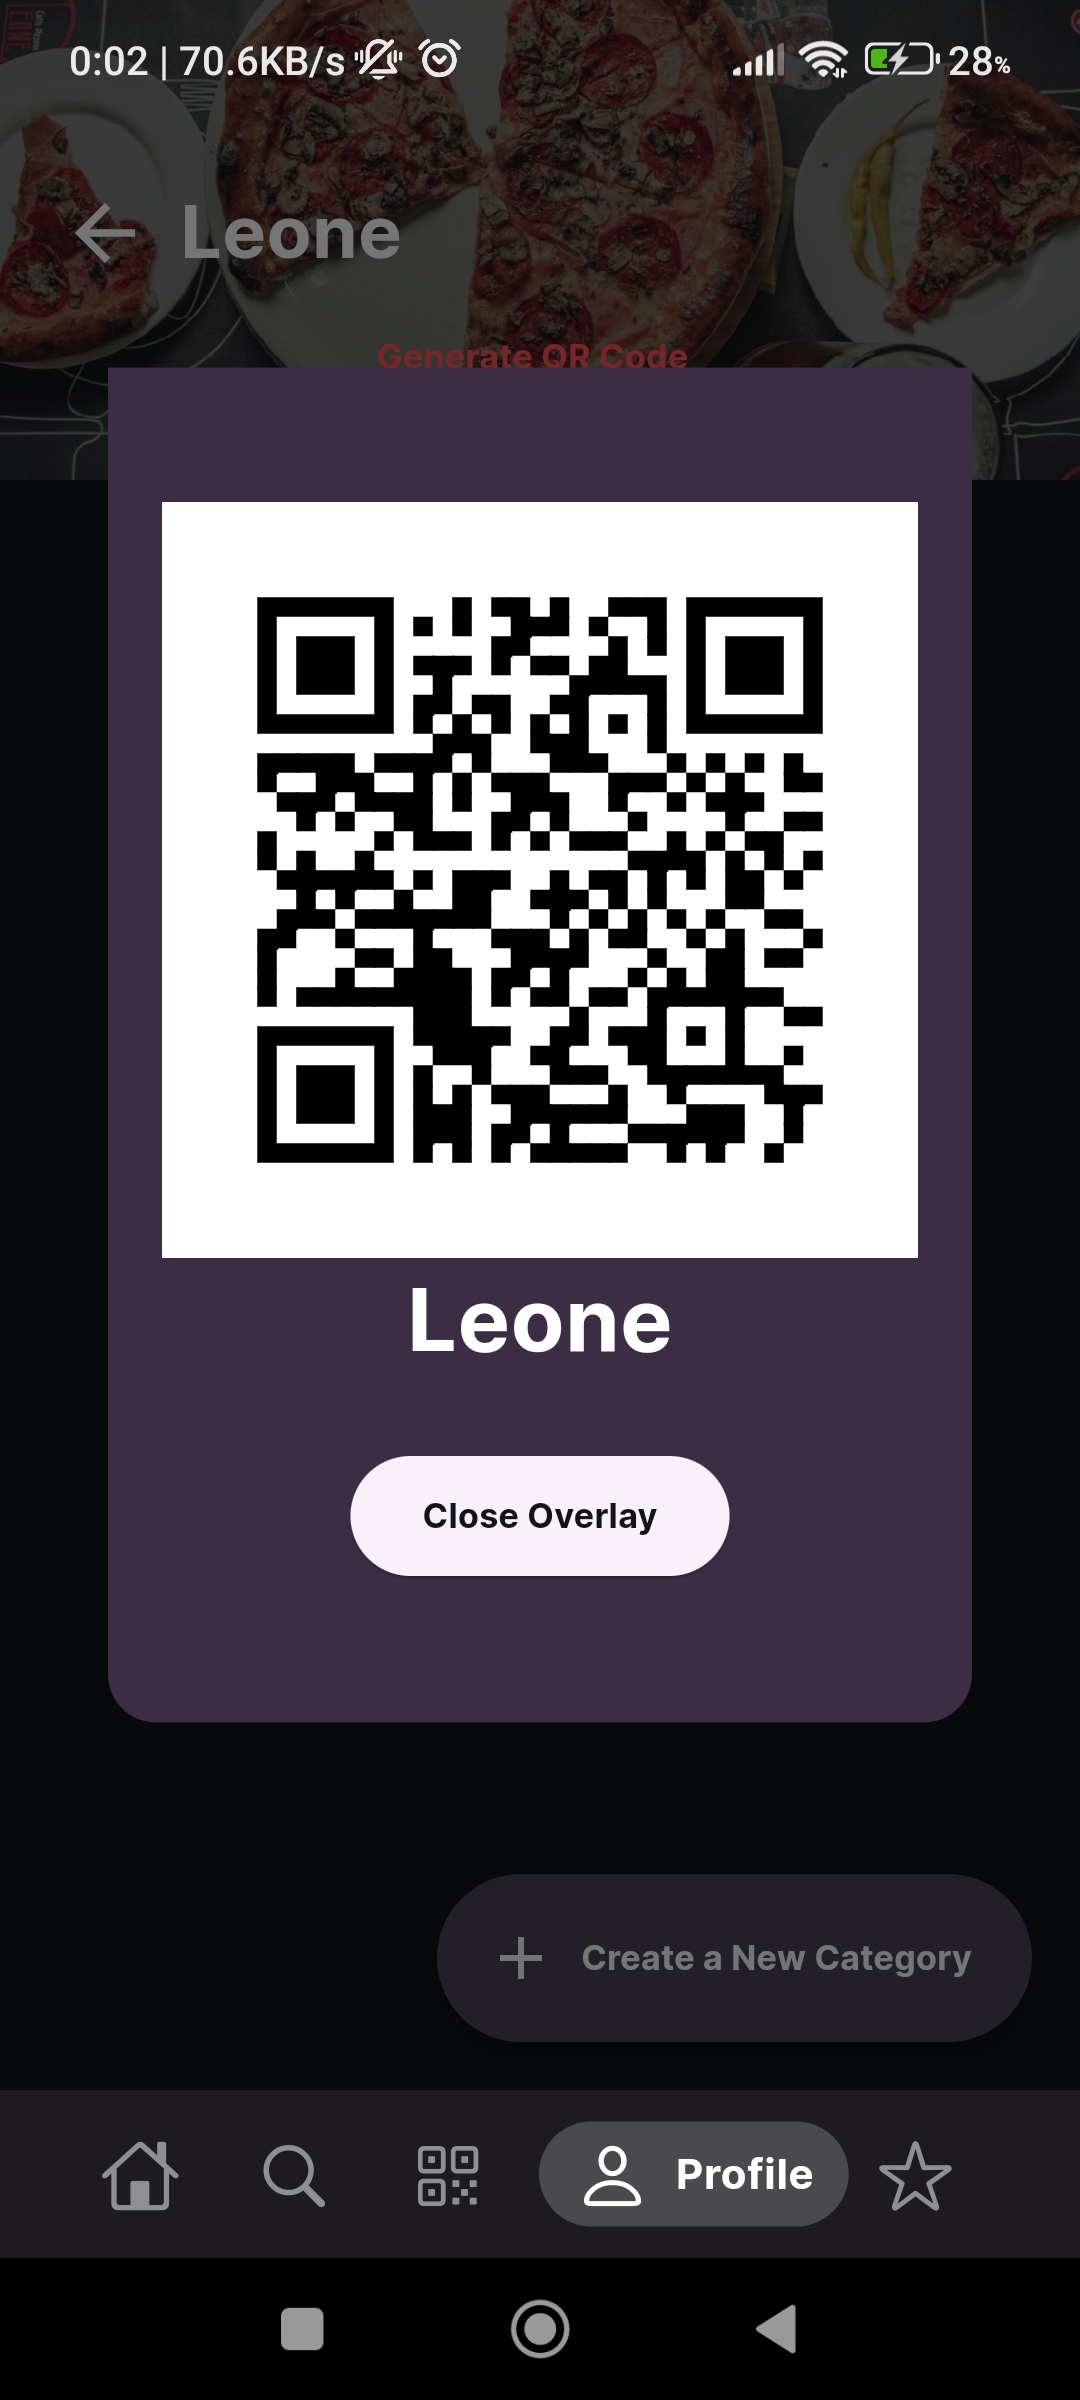 0:02 | 70.6KB/s
28%
Leone
Generate QR Code
Leone
Close Overlay
Create a New Category
Profile